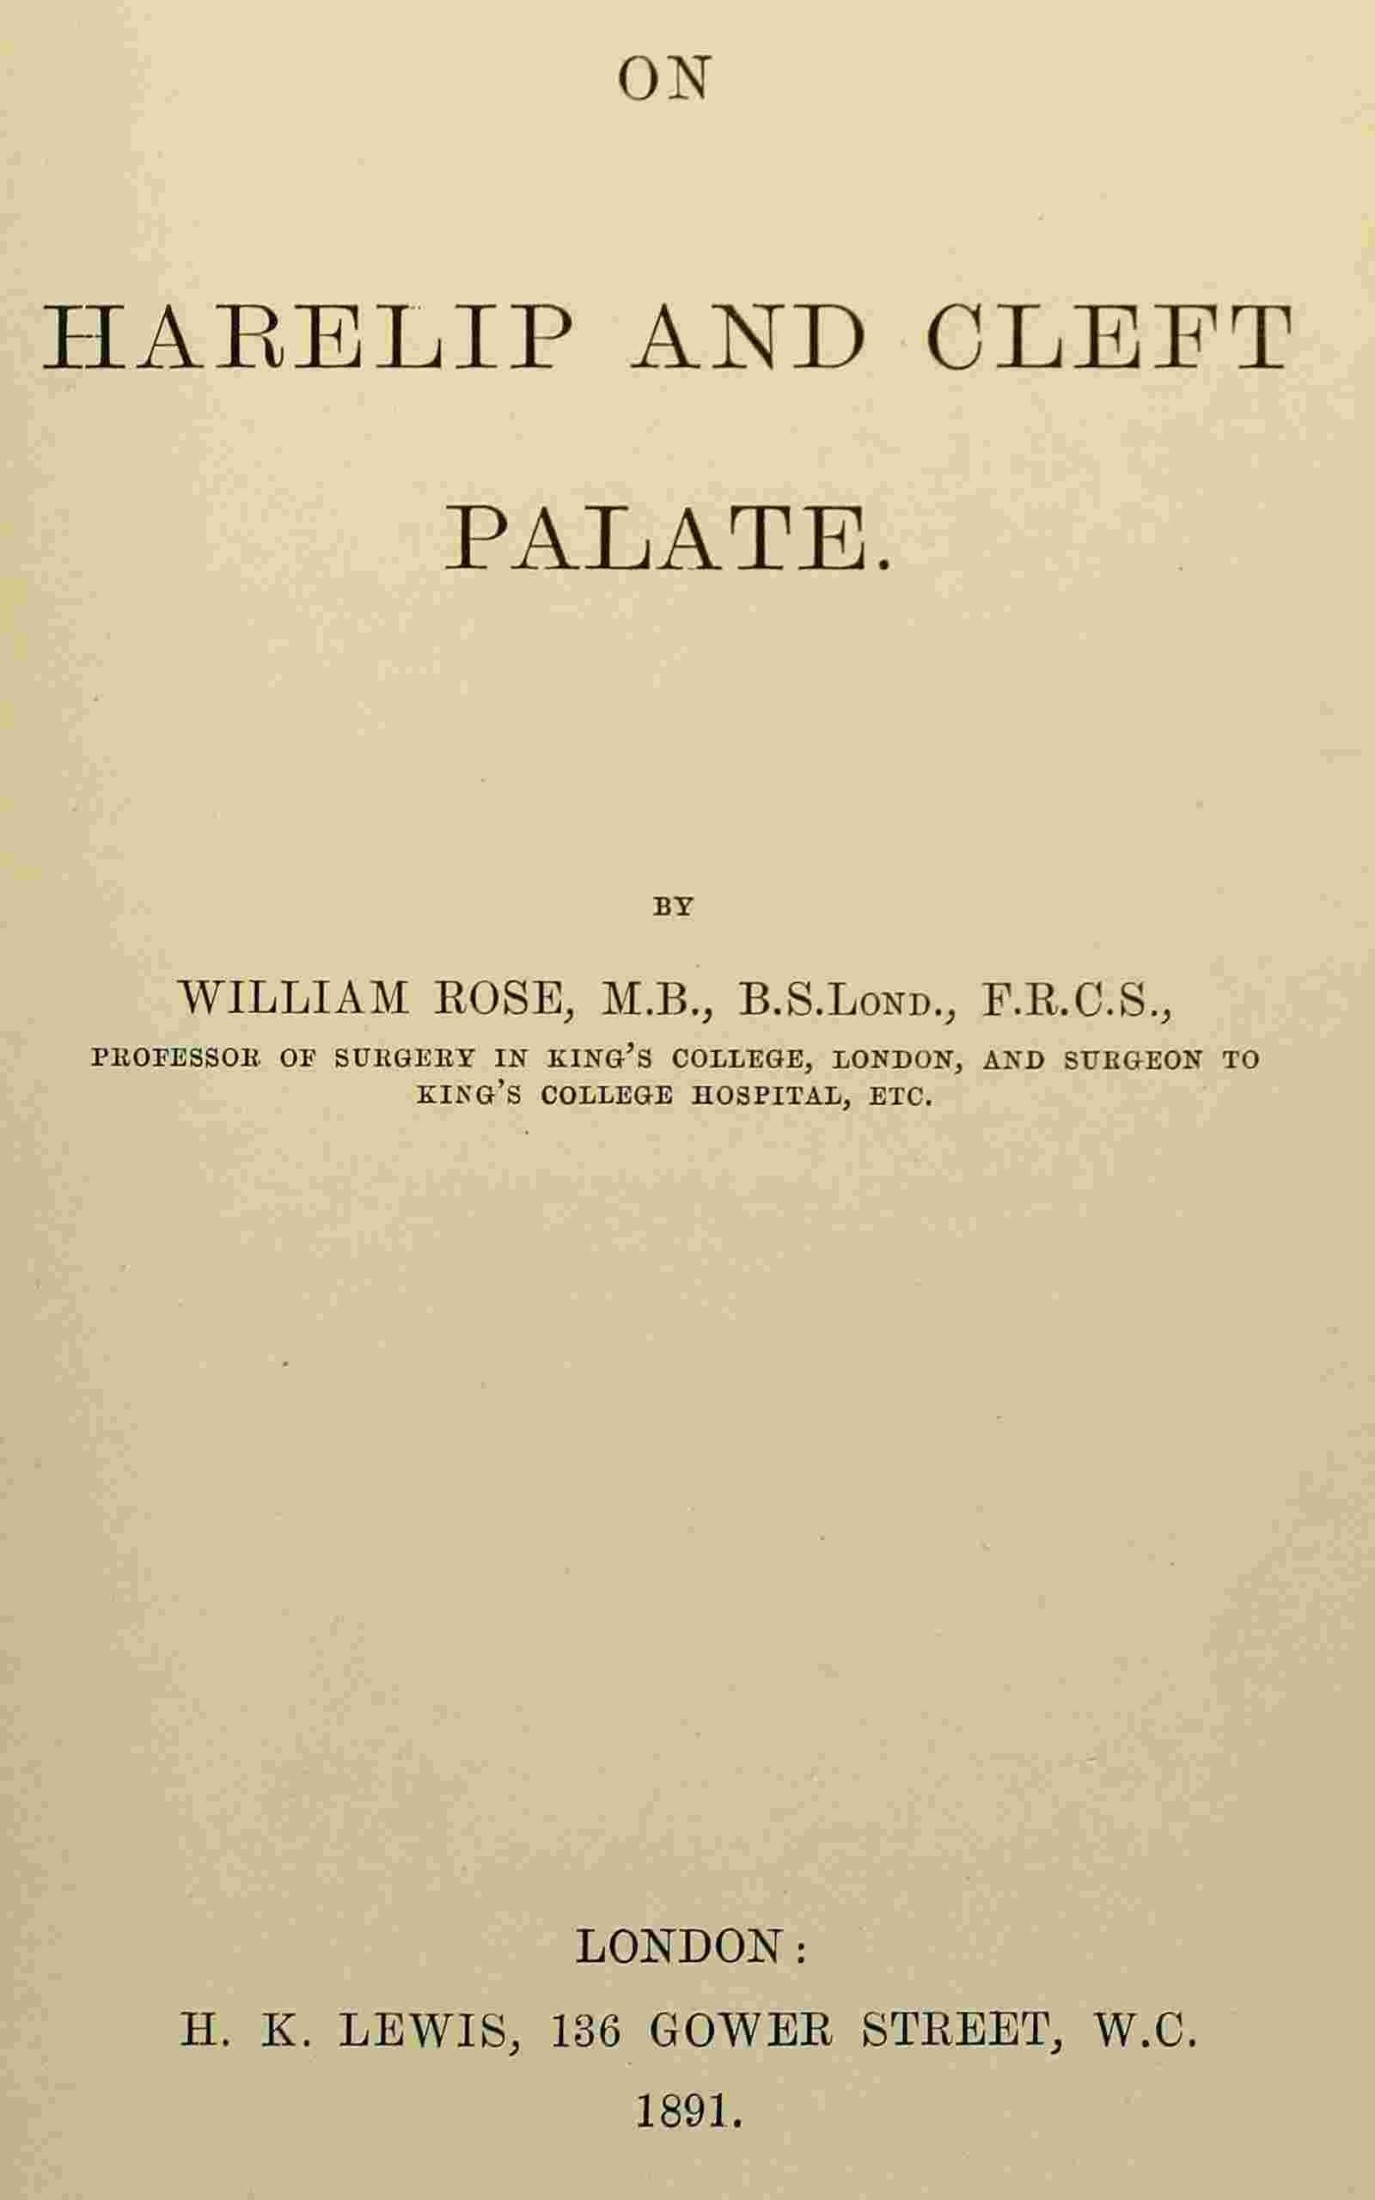 ON
HARELIP AND CLEFT
PALATE.
BY
WILLIAM ROSE, M.B., B.S.LOND., F.R.C.S.,
PROFESSOR OF SURGERY IN KING'S COLLEGE, LONDON, AND SURGEON TO
KING'S COLLEGE HOSPITAL, ETC.
LONDON:
H. K. LEWIS, 136 GOWER STREET, W.C.
1891.